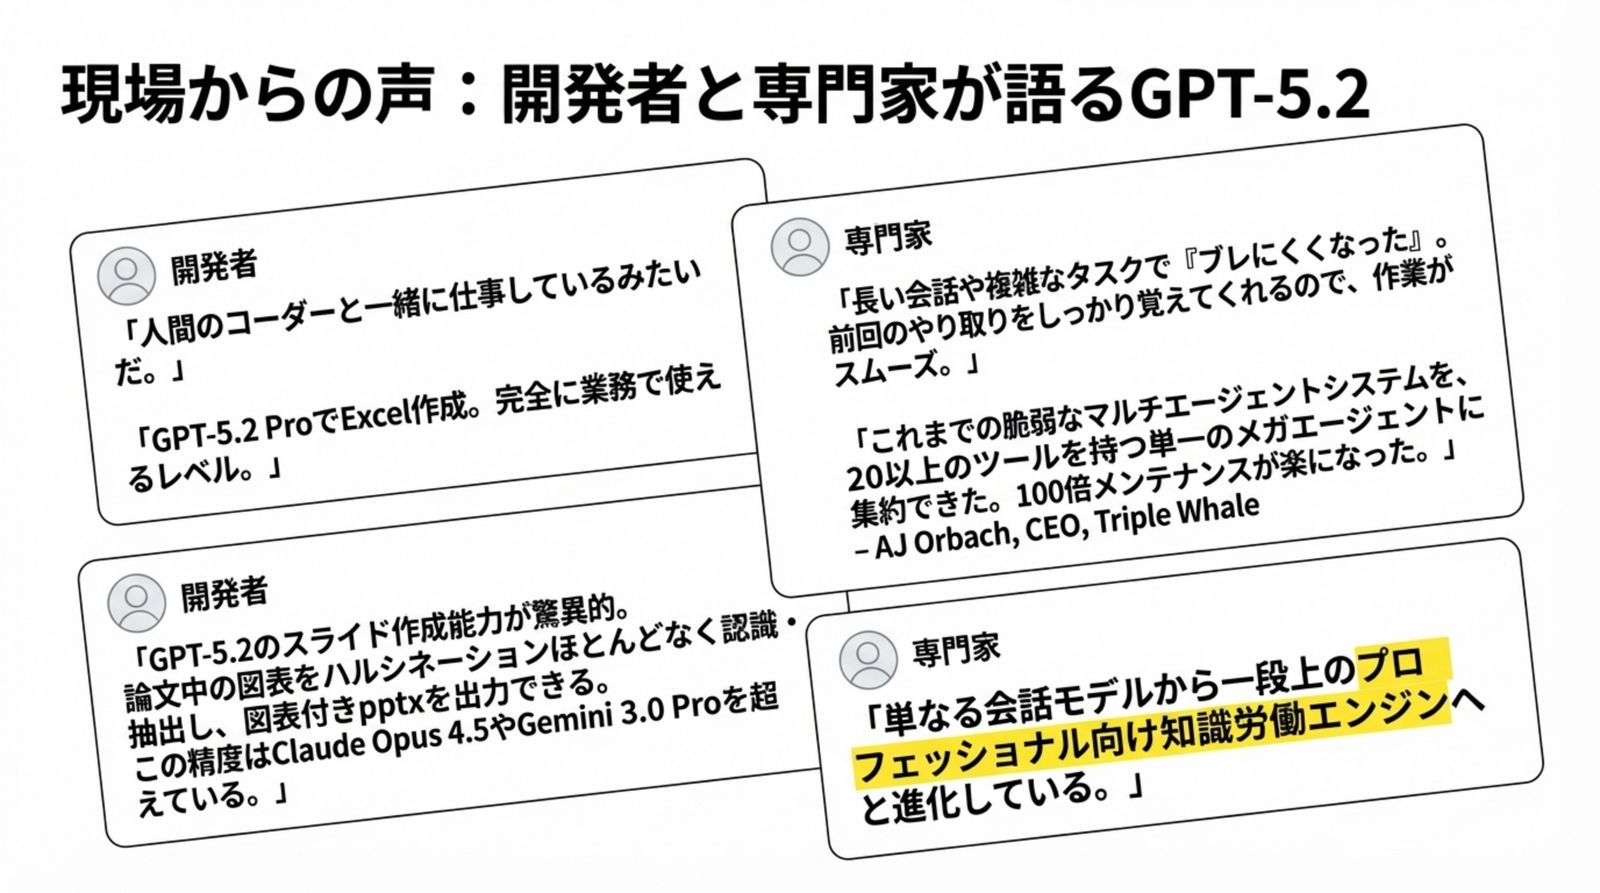 現場からの声：開発者と専門家が語るGPT-5.2
開発者
「人間のコーダーと一緒に仕事しているみたい
だ。」
「GPT-5.2 ProでExcel作成。完全に業務で使え
るレベル。」
専門家
「長い会話や複雑なタスクで『ブレにくくなった』。
前回のやり取りをしっかり覚えてくれるので、作業が
スムーズ。」
「これまでの脆弱なマルチエージェントシステムを、
20以上のツールを持つ単一のメガエージェントに
集約できた。100倍メンテナンスが楽になった。」
– AJ Orbach, CEO, Triple Whale
開発者
「GPT-5.2のスライド作成能力が驚異的。
論文中の図表をハルシネーションほとんどなく認識・
抽出し、図表付きpptxを出力できる。
この精度はClaude Opus 4.5やGemini 3.0 Proを超
えている。」
専門家
「単なる会話モデルから一段上のプロ
フェッショナル向け知識労働エンジンへ
と進化している。」